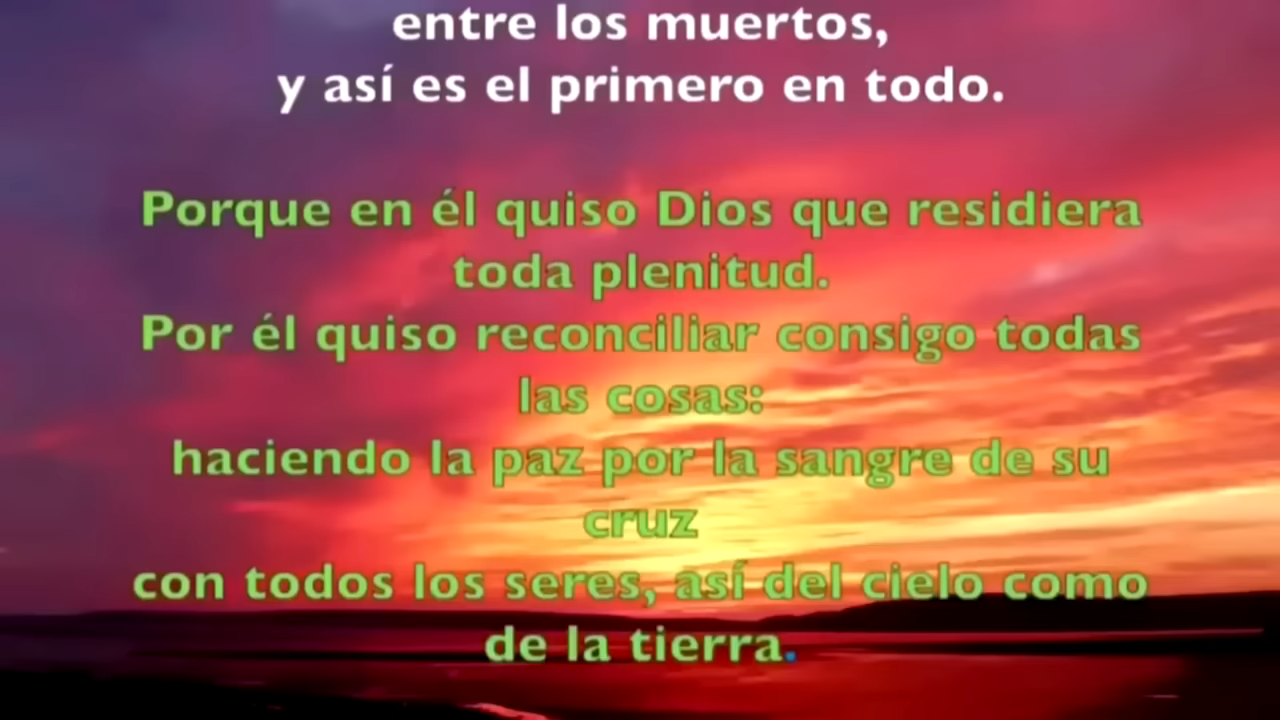 entre los muertos,
y así es el primero en todo.
Porque en él quiso Dios que residiera
toda plenitud.
Por él quiso reconciliar consigo todas
las cosas:
haciendo la paz por la sangre de su
cruz
con todos los seres, así del cielo como
de la tierra.